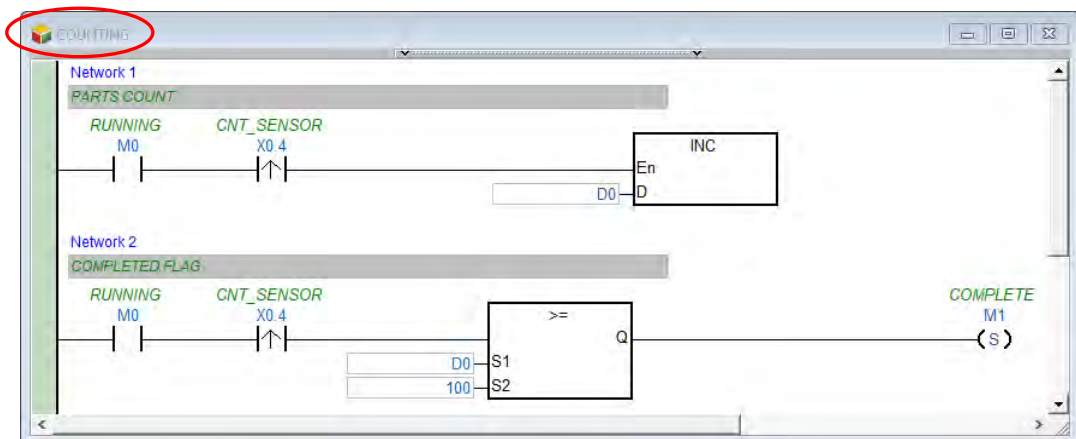 COUNTING
Network 1
PARTS COUNT
RUNNING CNT_SENSOR
M0 X0.4 INC
En
D0 D
Network 2
COMPLETED FLAG
RUNNING CNT_SENSOR COMPLETE
M0 X0.4 >= M1
Q (S)
D0 S1
100 S2